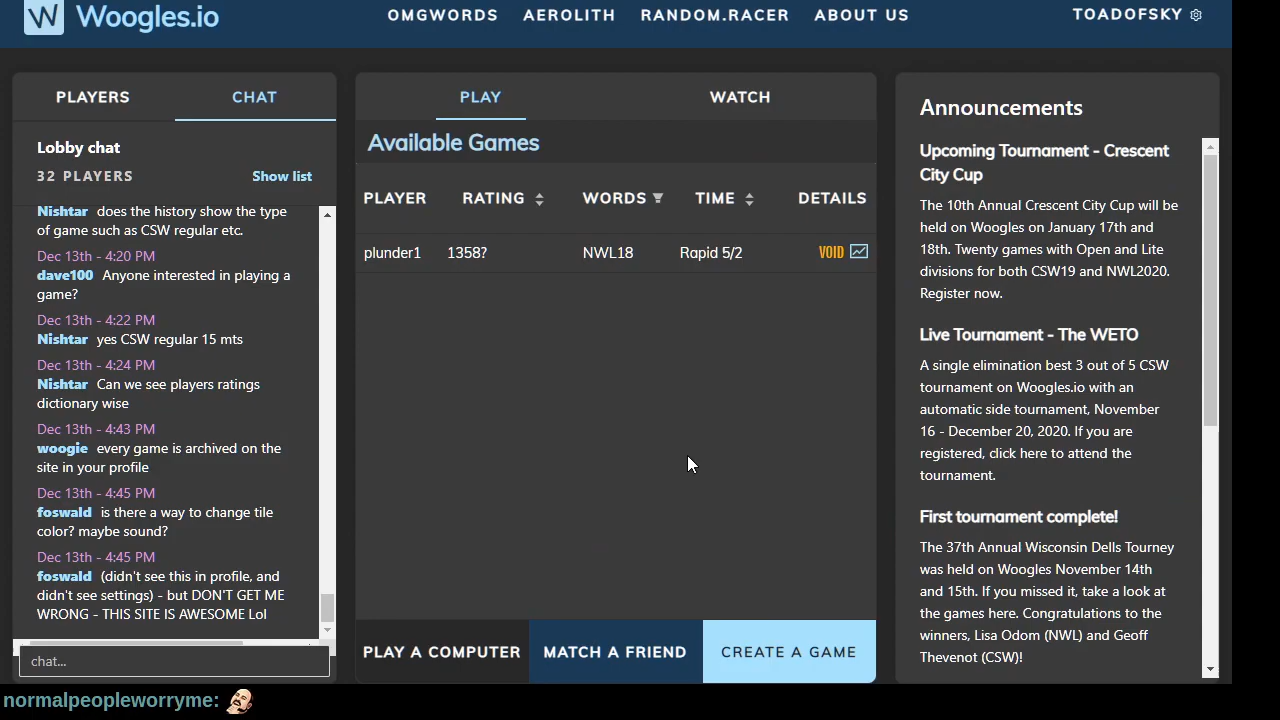 W Woogles.io
OMGWORDS AEROLITH RANDOM.RACER ABOUT US
TOADOFSKY
PLAYERS CHAT
Lobby chat
32 PLAYERS Show list
Nishtar does the history show the type
of game such as CSW regular etc.
Dec 13th - 4:20 PM
dave100 Anyone interested in playing a
game?
Dec 13th - 4:22 PM
Nishtar yes CSW regular 15 mts
Dec 13th - 4:24 PM
Nishtar Can we see players ratings
dictionary wise
Dec 13th - 4:43 PM
woogie every game is archived on the
site in your profile
Dec 13th - 4:45 PM
foswald is there a way to change tile
color? maybe sound?
Dec 13th - 4:45 PM
foswald (didn't see this in profile, and
didn't see settings) - but DON'T GET ME
WRONG - THIS SITE IS AWESOME Lol
chat...
PLAY WATCH
Available Games
PLAYER RATING WORDS TIME DETAILS
plunder1 1358? NWL18 Rapid 5/2 VOID
PLAY A COMPUTER MATCH A FRIEND CREATE A GAME
Announcements
Upcoming Tournament - Crescent
City Cup
The 10th Annual Crescent City Cup will be
held on Woogles on January 17th and
18th. Twenty games with Open and Lite
divisions for both CSW19 and NWL2020.
Register now.
Live Tournament - The WETO
A single elimination best 3 out of 5 CSW
tournament on Woogles.io with an
automatic side tournament, November
16 - December 20, 2020. If you are
registered, click here to attend the
tournament.
First tournament complete!
The 37th Annual Wisconsin Dells Tourney
was held on Woogles November 14th
and 15th. If you missed it, take a look at
the games here. Congratulations to the
winners, Lisa Odom (NWL) and Geoff
Thevenot (CSW)!
normalpeopleworryme: